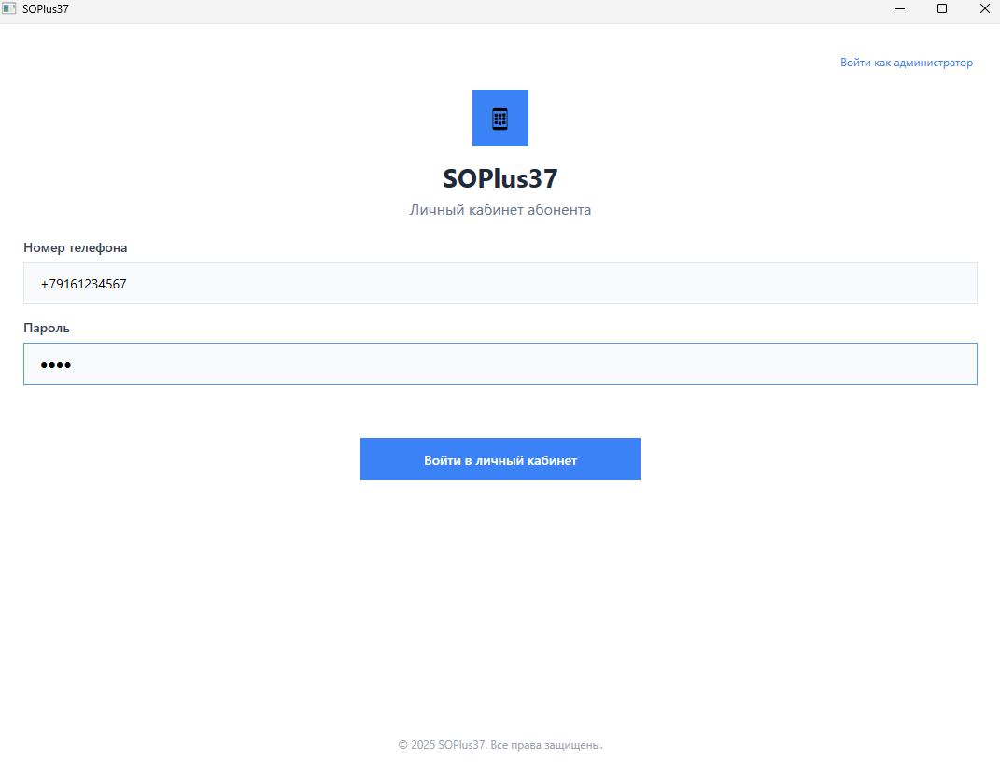 SOPlus37
Войти как администратор
SOPlus37
Личный кабинет абонента
Номер телефона
+79161234567
Пароль
••••
Войти в личный кабинет
© 2025 SOPlus37. Все права защищены.